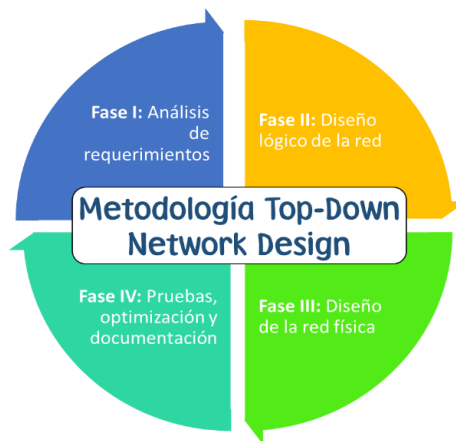 Fase I: Análisis
de
requerimientos
Fase II: Diseño
lógico de la red
Metodología Top-Down
Network Design
Fase IV: Pruebas,
optimización y
documentación
Fase III: Diseño
de la red física